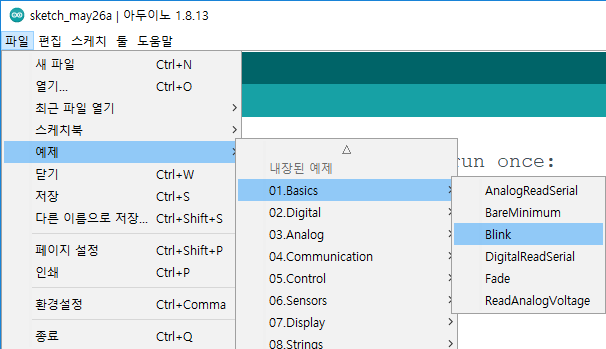 sketch_may26a | 아두이노 1.8.13
파일 편집 스케치 툴 도움말
새 파일 Ctrl+N
열기... Ctrl+O
최근 파일 열기
스케치북
예제
닫기 Ctrl+W
저장 Ctrl+S
다른 이름으로 저장... Ctrl+Shift+S
페이지 설정 Ctrl+Shift+P
인쇄 Ctrl+P
환경설정 Ctrl+Comma
종료 Ctrl+Q
내장된 예제
01.Basics
02.Digital
03.Analog
04.Communication
05.Control
06.Sensors
07.Display
08.Strings
run once:
AnalogReadSerial
BareMinimum
Blink
DigitalReadSerial
Fade
ReadAnalogVoltage